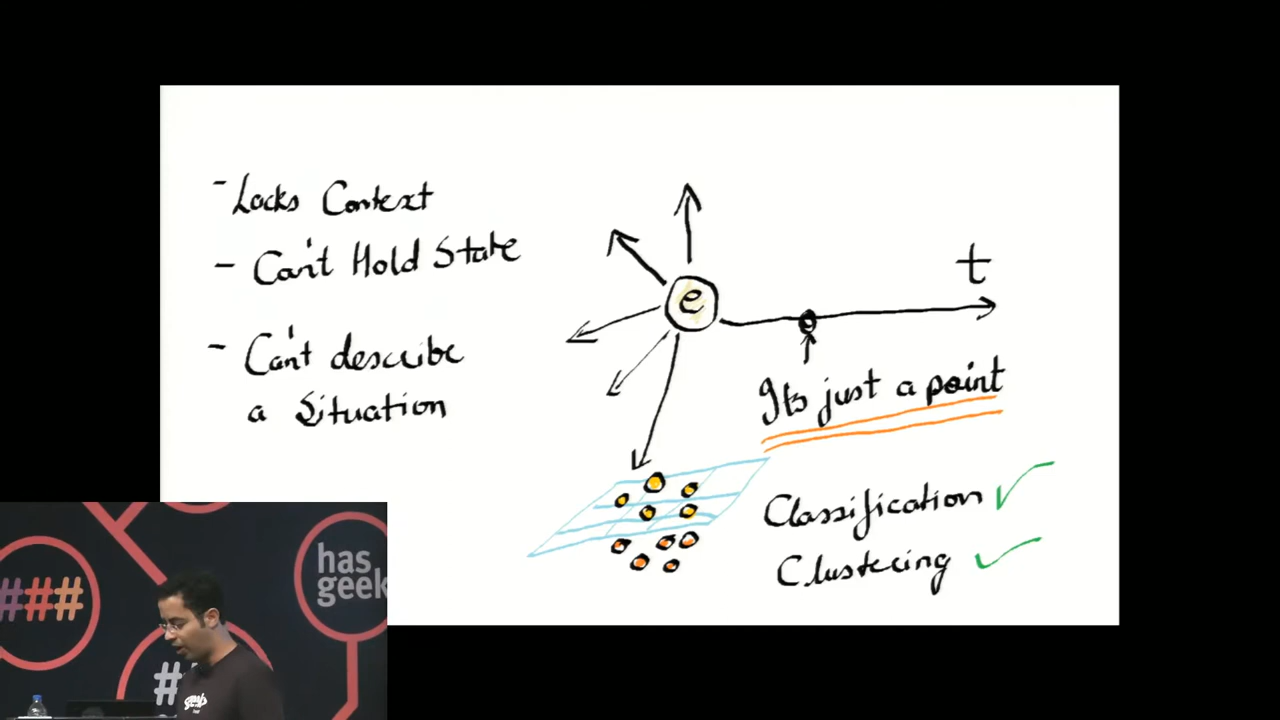 - Lacks Context
- Can't Hold State
- Can't describe
a Situation
e
t
Its just a point
Classification ✓
Clustering ✓
###
has
geek
##